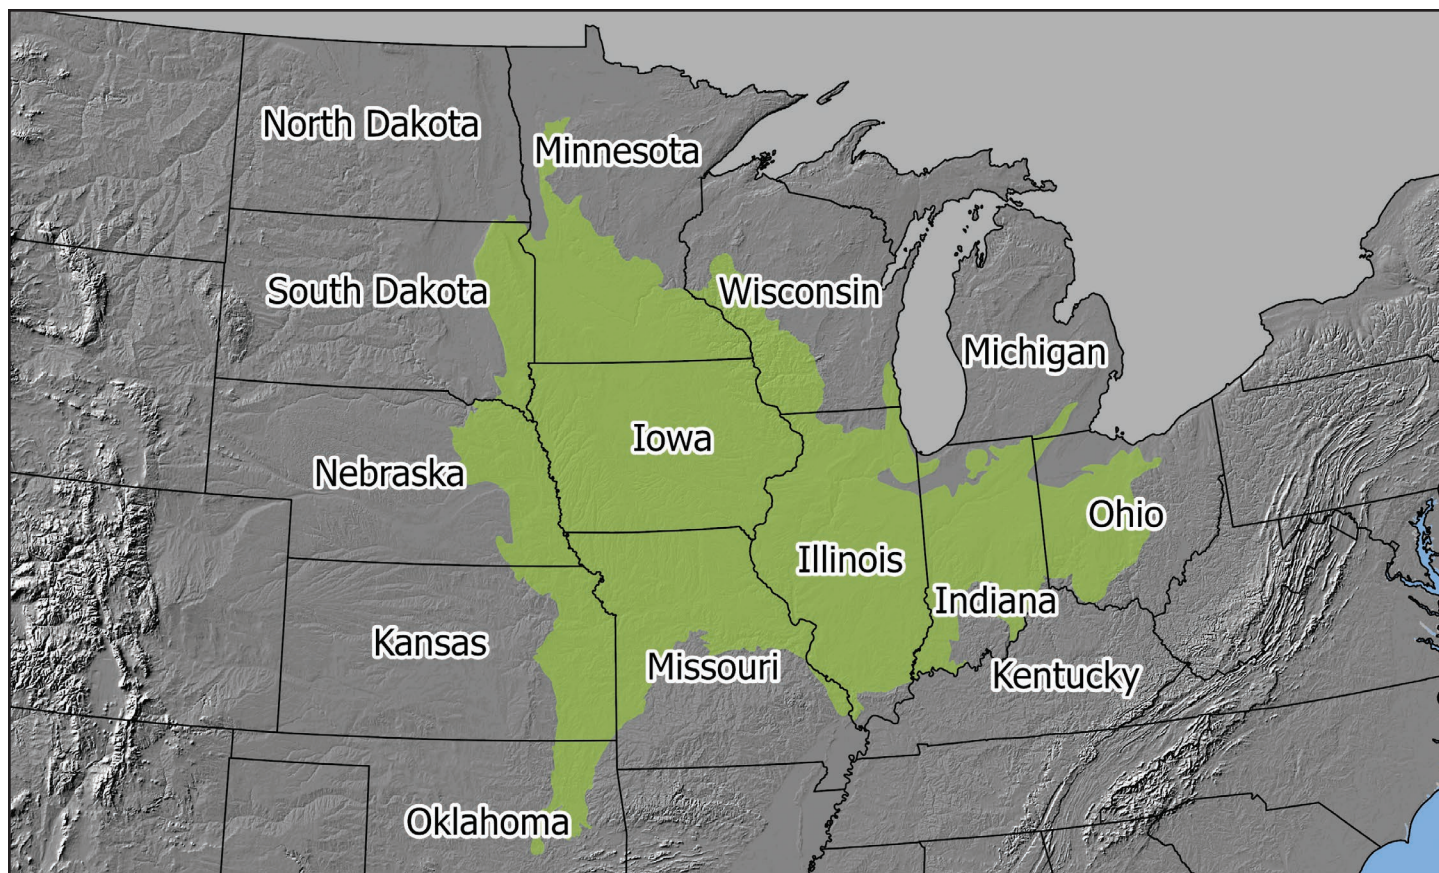 North Dakota
Minnesota
South Dakota
Wisconsin
Michigan
Iowa
Nebraska
Ohio
Illinois
Indiana
Kansas
Missouri
Kentucky
Oklahoma